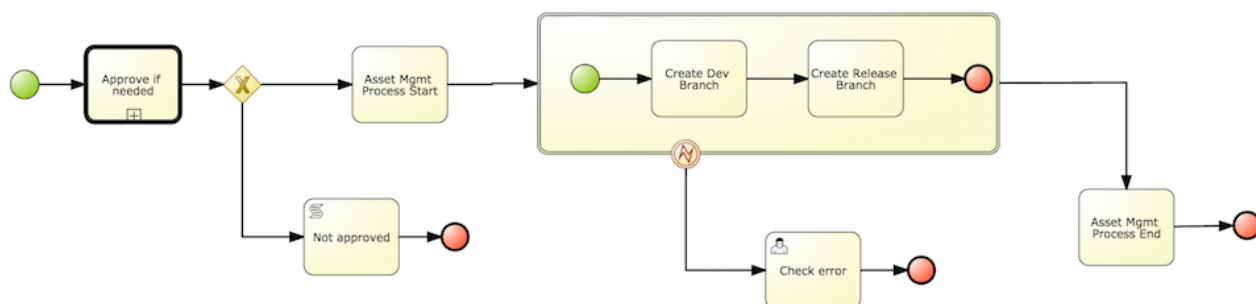 Approve if
needed
Asset Mgmt
Process Start
Create Dev
Branch
Create Release
Branch
Not approved
Check error
Asset Mgmt
Process End